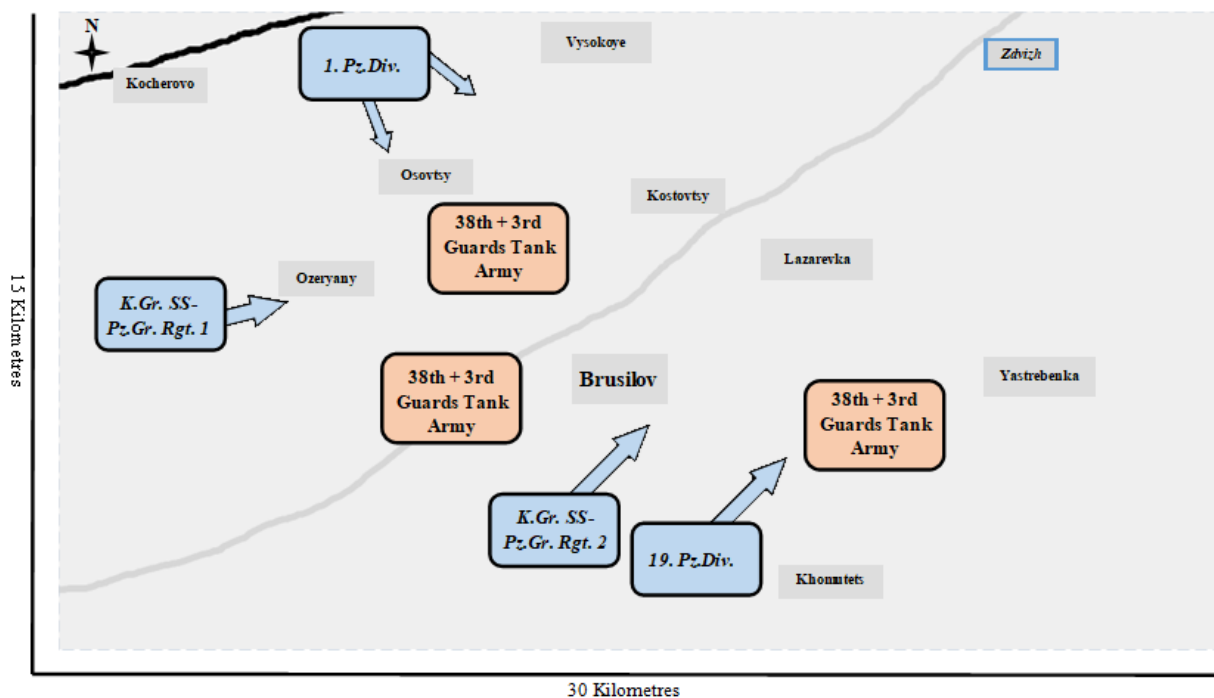 N
Kocherovo
1. Pz.Div.
Vysokoye
Zdvizh
Osovtsy
Kostovtsy
38th + 3rd
Guards Tank
Army
Lazarevka
Ozeryany
K.Gr. SS-
Pz.Gr. Rgt. 1
15 Kilometres
38th + 3rd
Guards Tank
Army
Brusilov
Yastrebenka
38th + 3rd
Guards Tank
Army
K.Gr. SS-
Pz.Gr. Rgt. 2
19. Pz.Div.
Khomutets
30 Kilometres